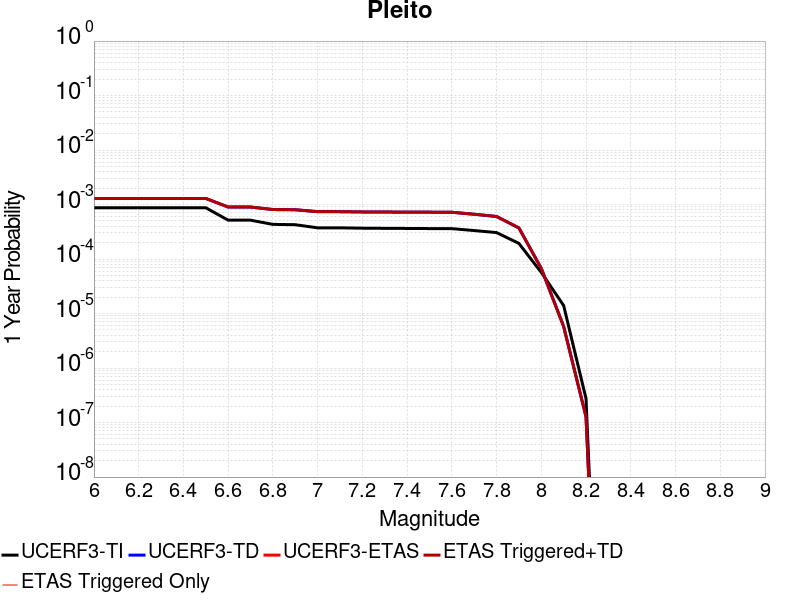 Pleito
10^0
10^-1
10^-2
10^-3
10^-4
10^-5
10^-6
10^-7
10^-8
1 Year Probability
6 6.2 6.4 6.6 6.8 7 7.2 7.4 7.6 7.8 8 8.2 8.4 8.6 8.8 9
Magnitude
UCERF3-TI UCERF3-TD UCERF3-ETAS ETAS Triggered+TD
ETAS Triggered Only